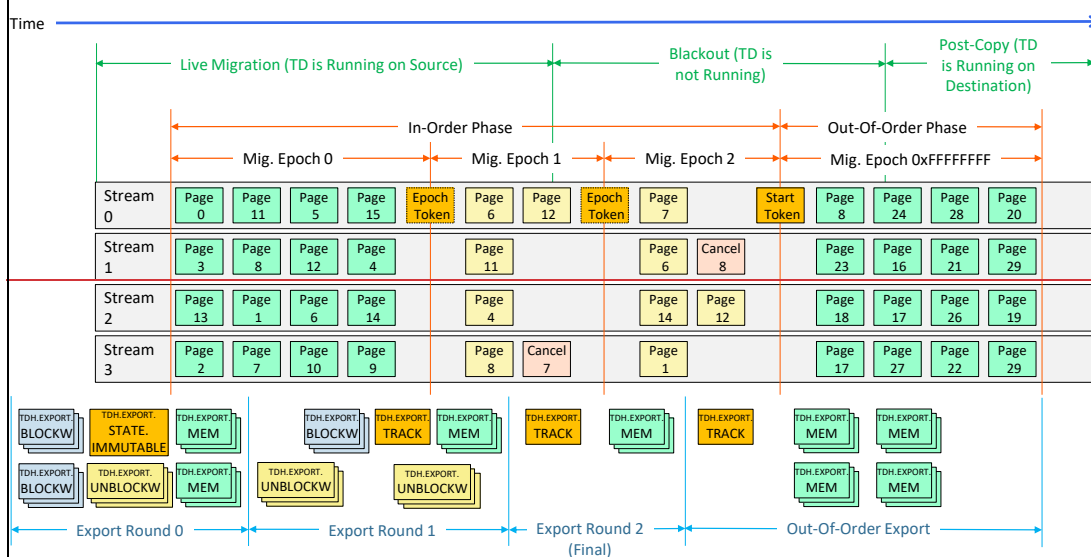 Time
Live Migration (TD is Running on Source)
Blackout (TD is
not Running)
Post-Copy (TD
is Running on
Destination)
In-Order Phase
Out-Of-Order Phase
Mig. Epoch 0
Mig. Epoch 1
Mig. Epoch 2
Mig. Epoch 0xFFFFFFFF
Stream
0
Page
0
Page
11
Page
5
Page
15
Epoch
Token
Page
6
Page
12
Epoch
Token
Page
7
Start
Token
Page
8
Page
24
Page
28
Page
20
Stream
1
Page
3
Page
8
Page
12
Page
4
Page
11
Page
6
Cancel
8
Page
23
Page
16
Page
21
Page
29
Stream
2
Page
13
Page
1
Page
6
Page
14
Page
4
Page
14
Page
12
Page
18
Page
17
Page
26
Page
19
Stream
3
Page
2
Page
7
Page
10
Page
9
Page
8
Cancel
7
Page
1
Page
17
Page
27
Page
22
Page
29
TDH.EXPORT.
BLOCKW
TDH.EXPORT.
STATE.
IMMUTABLE
TDH.EXPORT.
MEM
TDH.EXPORT.
BLOCKW
TDH.EXPORT.
TRACK
TDH.EXPORT.
MEM
TDH.EXPORT.
TRACK
TDH.EXPORT.
MEM
TDH.EXPORT.
TRACK
TDH.EXPORT.
MEM
TDH.EXPORT.
MEM
TDH.EXPORT.
BLOCKW
TDH.EXPORT.
UNBLOCKW
TDH.EXPORT.
MEM
TDH.EXPORT.
UNBLOCKW
TDH.EXPORT.
UNBLOCKW
TDH.EXPORT.
MEM
TDH.EXPORT.
MEM
Export Round 0
Export Round 1
Export Round 2
(Final)
Out-Of-Order Export